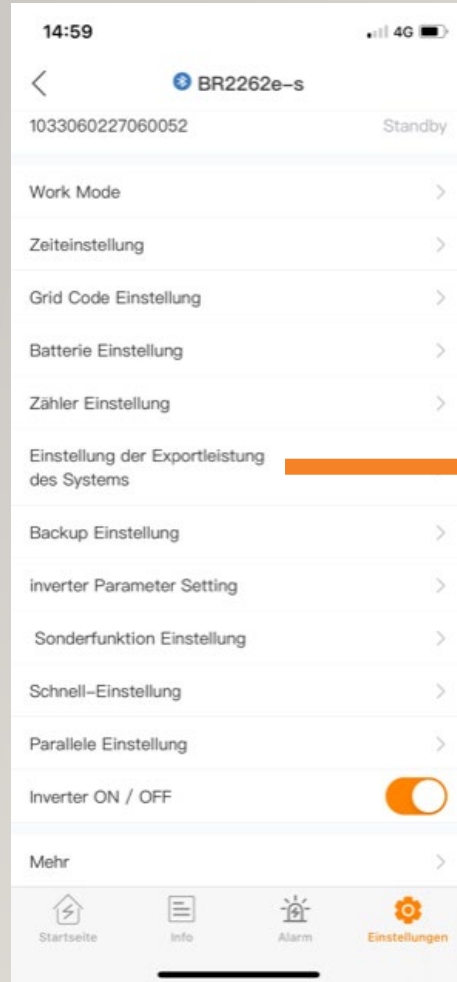 14:59
4G
BR2262e-s
1033060227060052 Standby
Work Mode
Zeiteinstellung
Grid Code Einstellung
Batterie Einstellung
Zähler Einstellung
Einstellung der Exportleistung
des Systems
Backup Einstellung
inverter Parameter Setting
Sonderfunktion Einstellung
Schnell-Einstellung
Parallele Einstellung
Inverter ON / OFF
Mehr
Startseite Info Alarm Einstellungen